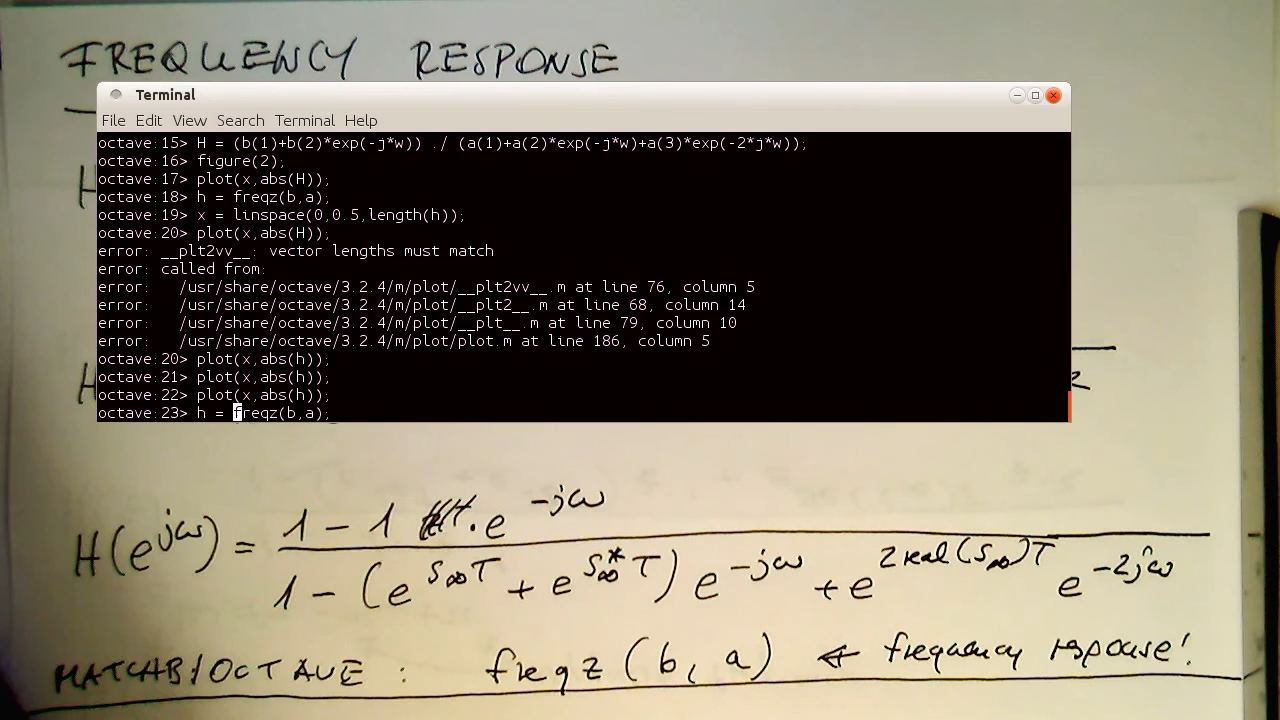 FREQUENCY RESPONSE
Terminal
File Edit View Search Terminal Help
octave:15> H = (b(1)+b(2)*exp(-j*w)) ./ (a(1)+a(2)*exp(-j*w)+a(3)*exp(-2*j*w));
octave:16> figure(2);
octave:17> plot(x,abs(H));
octave:18> h = freqz(b,a);
octave:19> x = linspace(0,0.5,length(h));
octave:20> plot(x,abs(H));
error: __plt2vv__: vector lengths must match
error: called from:
error:   /usr/share/octave/3.2.4/m/plot/__plt2vv__.m at line 76, column 5
error:   /usr/share/octave/3.2.4/m/plot/__plt2__.m at line 68, column 14
error:   /usr/share/octave/3.2.4/m/plot/__plt__.m at line 79, column 10
error:   /usr/share/octave/3.2.4/m/plot/plot.m at line 186, column 5
octave:20> plot(x,abs(h));
octave:21> plot(x,abs(h));
octave:22> plot(x,abs(h));
octave:23> h = freqz(b,a);
H
H
H(e^jω) = 1 - 1 · e^-jω / 1 - (e^S∞T + e^S∞*T) e^-jω + e^2real(S∞)T e^-2jω
MATLAB/OCTAVE : freqz (b, a) ← frequency response!